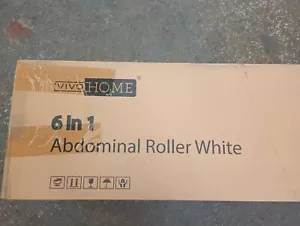 VIVOHOME
6 In 1
Abdominal Roller White